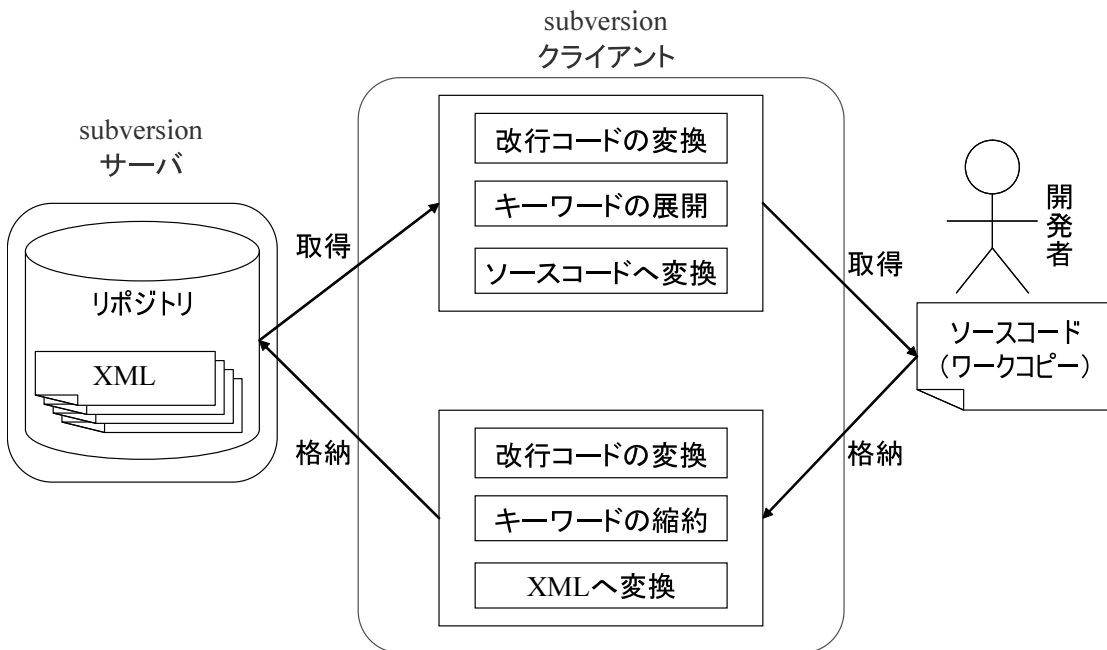 subversion
クライアント
subversion
サーバ
改行コードの変換
キーワードの展開
ソースコードへ変換
取得
取得
開発者
リポジトリ
XML
ソースコード
（ワークコピー）
格納
格納
改行コードの変換
キーワードの縮約
XMLへ変換